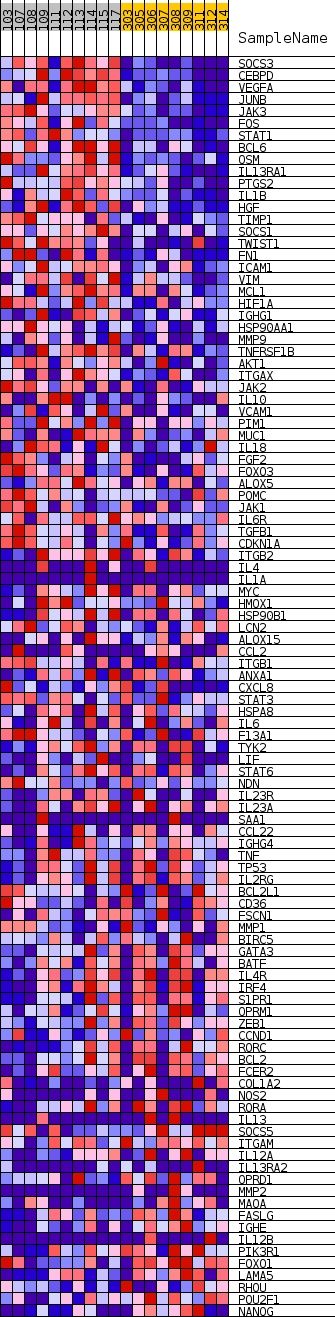 103 107 108 109 111 112 113 114 115 117 303 305 306 307 308 309 311 312 314
SampleName
SOCS3
CEBPD
VEGFA
JUNB
JAK3
FOS
STAT1
BCL6
OSM
IL13RA1
PTGS2
IL1B
HGF
TIMP1
SOCS1
TWIST1
FN1
ICAM1
VIM
MCL1
HIF1A
IGHG1
HSP90AA1
MMP9
TNFRSF1B
AKT1
ITGAX
JAK2
IL10
VCAM1
PIM1
MUC1
IL18
FGF2
FOXO3
ALOX5
POMC
JAK1
IL6R
TGFB1
CDKN1A
ITGB2
IL4
IL1A
MYC
HMOX1
HSP90B1
LCN2
ALOX15
CCL2
ITGB1
ANXA1
CXCL8
STAT3
HSPA8
IL6
F13A1
TYK2
LIF
STAT6
NDN
IL23R
IL23A
SAA1
CCL22
IGHG4
TNF
TP53
IL2RG
BCL2L1
CD36
FSCN1
MMP1
BIRC5
GATA3
BATF
IL4R
IRF4
S1PR1
OPRM1
ZEB1
CCND1
RORC
BCL2
FCER2
COL1A2
NOS2
RORA
IL13
SOCS5
ITGAM
IL12A
IL13RA2
OPRD1
MMP2
MAOA
FASLG
IGHE
IL12B
PIK3R1
FOXO1
LAMA5
RHOU
POU2F1
NANOG